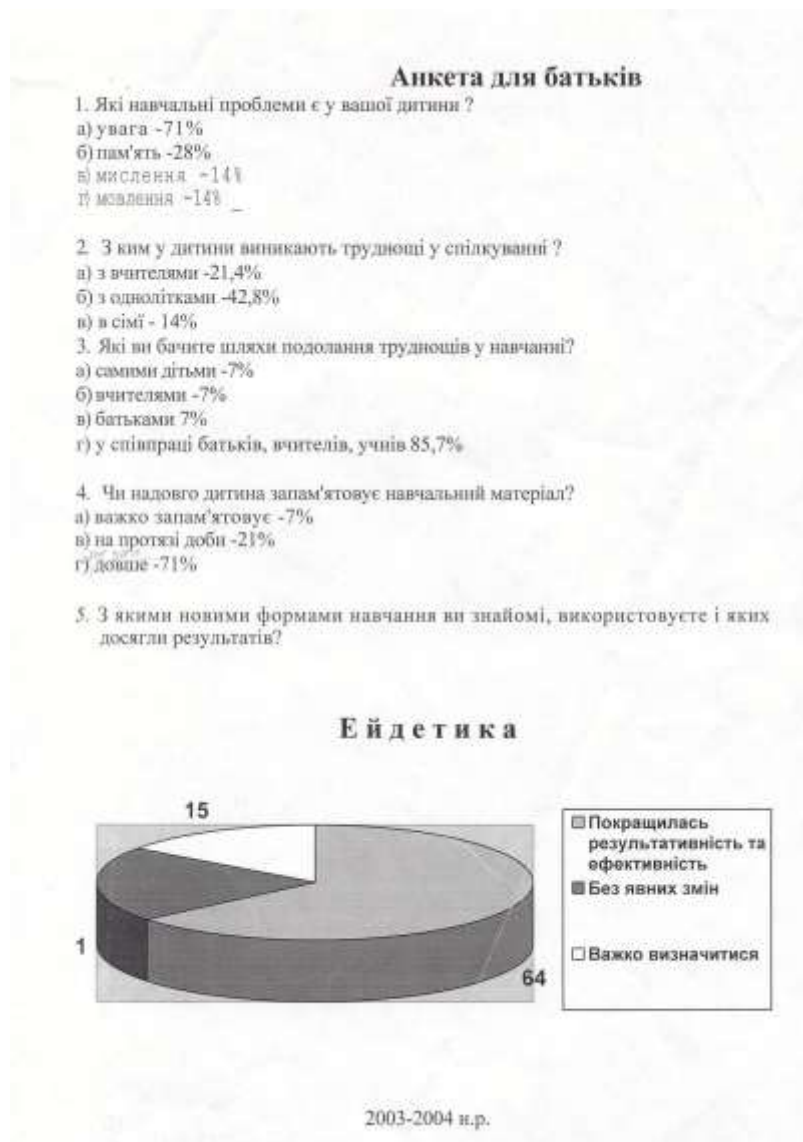 Анкета для батьків
1. Які навчальні проблеми є у вашої дитини ?
а) увага -71%
б) пам'ять -28%
в) мислення -14%
г) мовлення -14% _
2. З ким у дитини виникають труднощі у спілкуванні ?
а) з вчителями -21,4%
б) з однолітками -42,8%
в) в сімї - 14%
3. Які ви бачите шляхи подолання труднощів у навчанні?
а) самими дітьми -7%
б) вчителями -7%
в) батьками 7%
г) у співпраці батьків, вчителів, учнів 85,7%
4. Чи надовго дитина запам'ятовує навчальний матеріал?
а) важко запам'ятовує -7%
в) на протязі доби -21%
г) довше -71%
5. З якими новими формами навчання ви знайомі, використовуєте і яких
досягли результатів?
Ейдетика
15
1
64
Покращилась
результативність та
ефективність
Без явних змін
Важко визначитися
2003-2004 н.р.